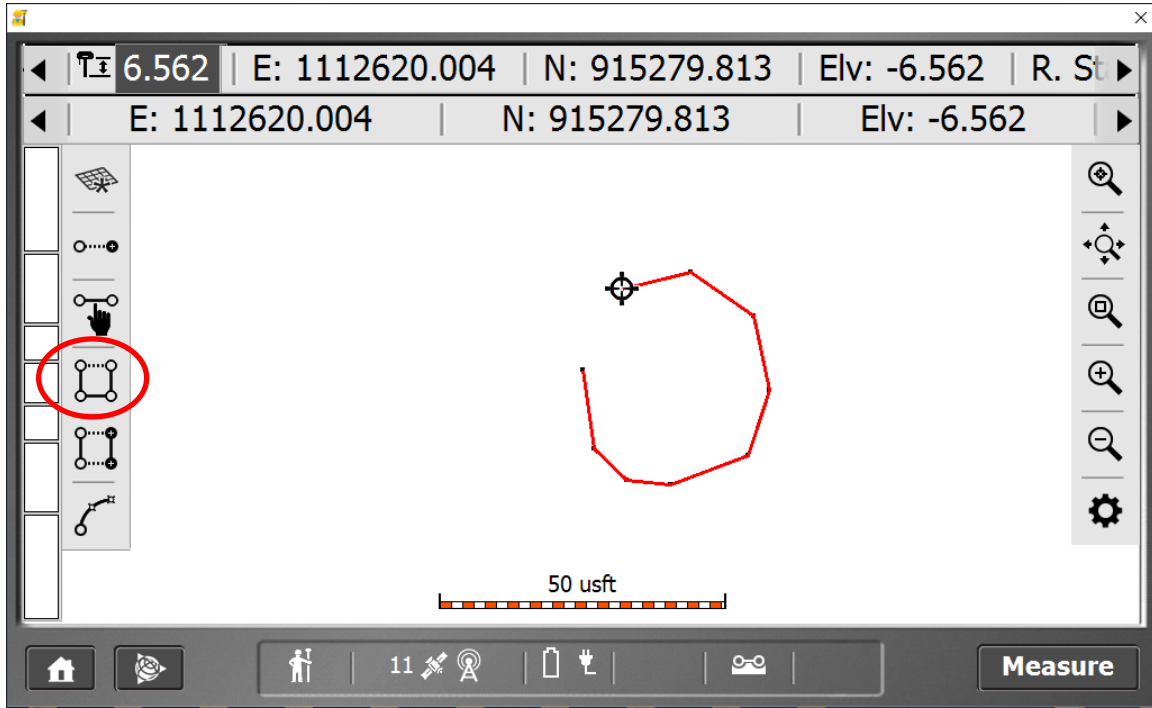 6.562 E: 1112620.004 N: 915279.813 Elv: -6.562 R.
E: 1112620.004 N: 915279.813 Elv: -6.562
50 usft
11
Measure